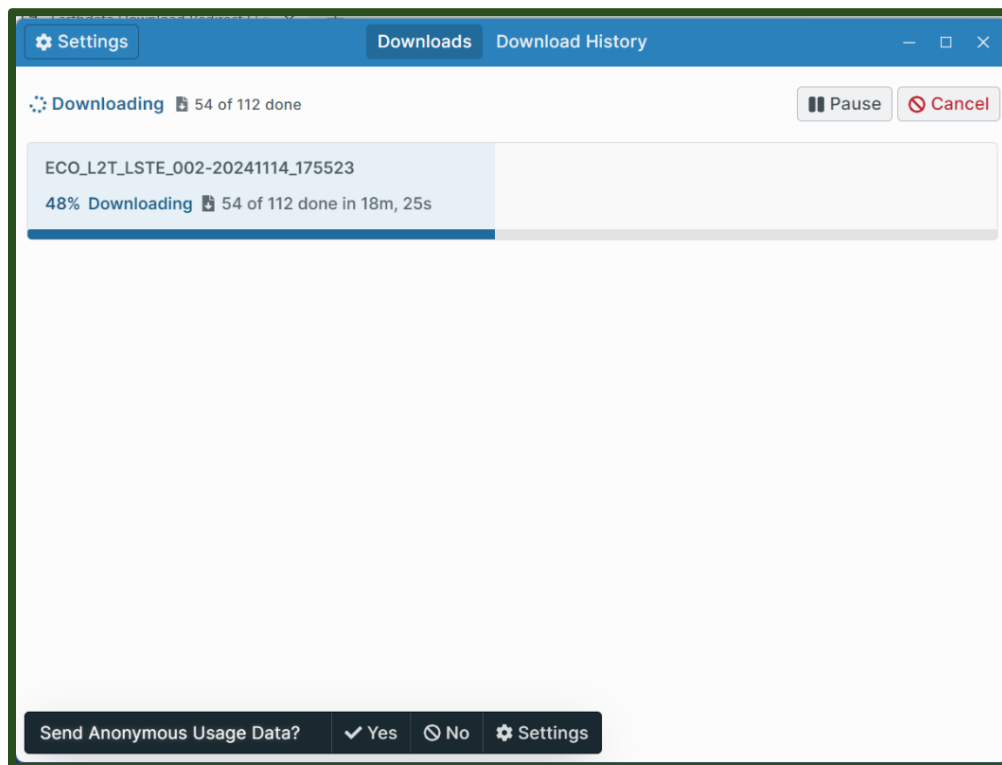 Settings Downloads Download History
Downloading 54 of 112 done Pause Cancel
ECO_L2T_LSTE_002-20241114_175523
48% Downloading 54 of 112 done in 18m, 25s
Send Anonymous Usage Data? Yes No Settings